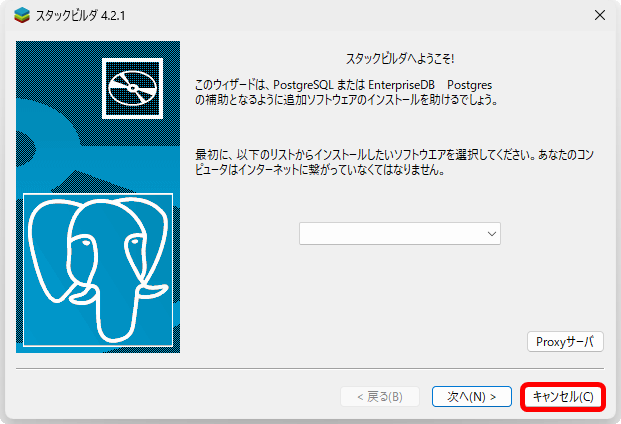 スタックビルダ 4.2.1
スタックビルダへようこそ!
このウィザードは、PostgreSQL または EnterpriseDB Postgres
の補助となるように追加ソフトウェアのインストールを助けるでしょう。
最初に、以下のリストからインストールしたいソフトウエアを選択してください。あなたのコン
ピュータはインターネットに繋がっていなくてはなりません。
Proxyサーバ
< 戻る(B)
次へ(N) >
キャンセル(C)